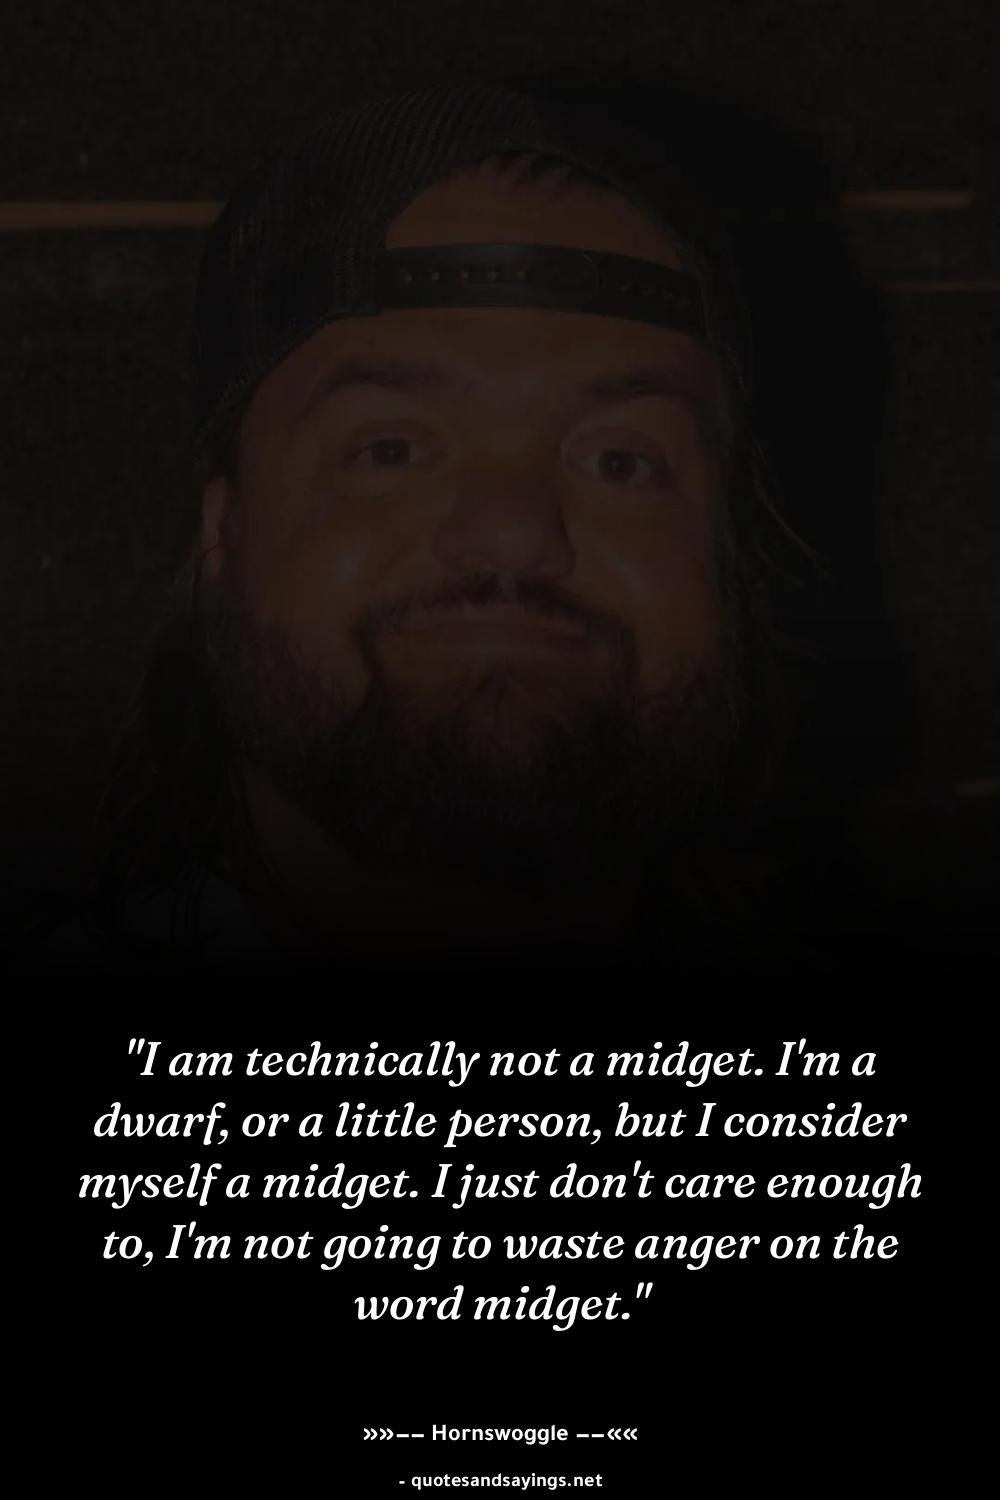 "I am technically not a midget. I'm a
dwarf, or a little person, but I consider
myself a midget. I just don't care enough
to, I'm not going to waste anger on the
word midget."
»»−− Hornswoggle −−««
- quotesandsayings.net